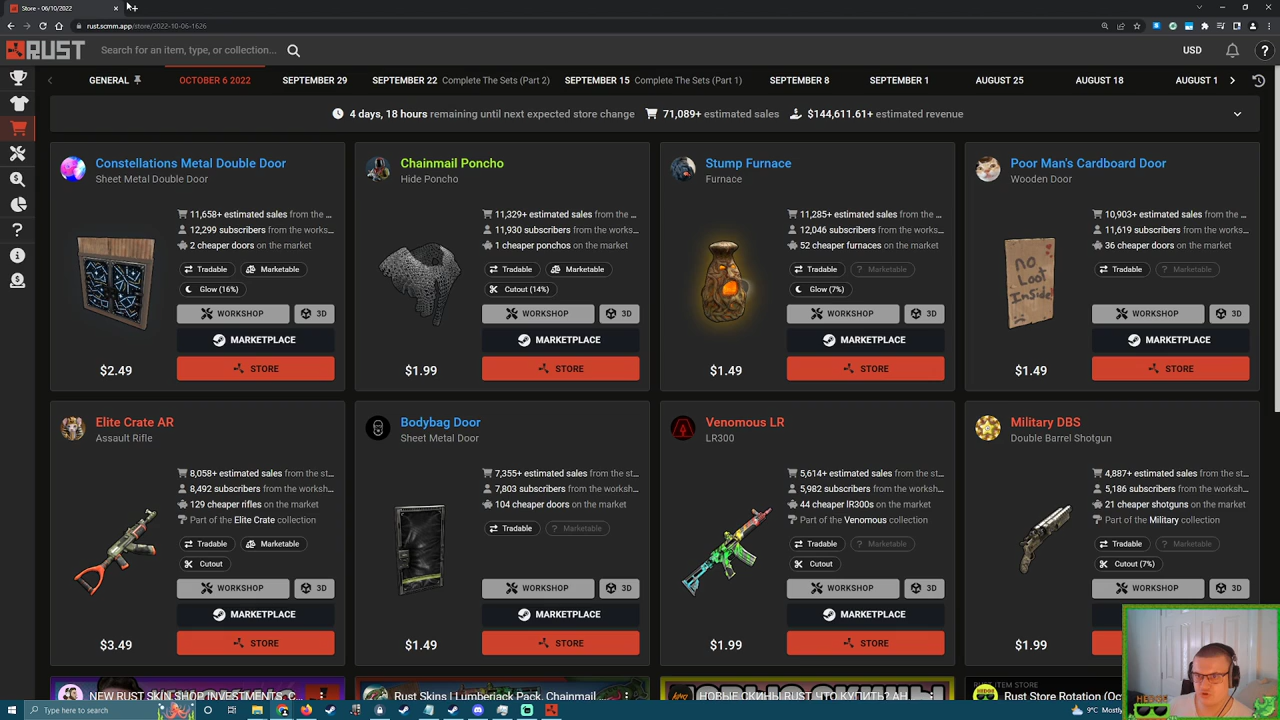 Store - 06/10/2022
rust.scmm.app/store/2022-10-06-1626
RUST
Search for an item, type, or collection...
USD
GENERAL
OCTOBER 6 2022
SEPTEMBER 29
SEPTEMBER 22 Complete The Sets (Part 2)
SEPTEMBER 15 Complete The Sets (Part 1)
SEPTEMBER 8
SEPTEMBER 1
AUGUST 25
AUGUST 18
AUGUST 1
4 days, 18 hours remaining until next expected store change 71,089+ estimated sales $144,611.61+ estimated revenue
Constellations Metal Double Door
Sheet Metal Double Door
11,658+ estimated sales from the ...
12,299 subscribers from the works...
2 cheaper doors on the market
Tradable Marketable
Glow (16%)
WORKSHOP 3D
MARKETPLACE
$2.49 STORE
Chainmail Poncho
Hide Poncho
11,329+ estimated sales from the ...
11,930 subscribers from the works...
1 cheaper ponchos on the market
Tradable Marketable
Cutout (14%)
WORKSHOP 3D
MARKETPLACE
$1.99 STORE
Stump Furnace
Furnace
11,285+ estimated sales from the ...
12,046 subscribers from the works...
52 cheaper furnaces on the market
Tradable ? Marketable
Glow (7%)
WORKSHOP 3D
MARKETPLACE
$1.49 STORE
Poor Man's Cardboard Door
Wooden Door
10,903+ estimated sales from the ...
11,619 subscribers from the works...
36 cheaper doors on the market
Tradable ? Marketable
no
Loot
Inside!
WORKSHOP 3D
MARKETPLACE
$1.49 STORE
Elite Crate AR
Assault Rifle
8,058+ estimated sales from the st...
8,492 subscribers from the worksh...
129 cheaper rifles on the market
Part of the Elite Crate collection
Tradable Marketable
Cutout
WORKSHOP 3D
MARKETPLACE
$3.49 STORE
Bodybag Door
Sheet Metal Door
7,355+ estimated sales from the st...
7,803 subscribers from the worksh...
104 cheaper doors on the market
Tradable ? Marketable
WORKSHOP 3D
MARKETPLACE
$1.49 STORE
Venomous LR
LR300
5,614+ estimated sales from the st...
5,982 subscribers from the worksh...
44 cheaper lR300s on the market
Part of the Venomous collection
Tradable ? Marketable
Cutout
WORKSHOP 3D
MARKETPLACE
$1.99 STORE
Military DBS
Double Barrel Shotgun
4,887+ estimated sales from the st...
5,186 subscribers from the worksh...
21 cheaper shotguns on the market
Part of the Military collection
Tradable ? Marketable
Cutout (7%)
WORKSHOP 3D
$1.99
NEW RUST SKIN SHOP INVESTMENTS, C...
Rust Skins | Lumberjack Pack, Chainmail
НОВЫЕ СКИНЫ RUST, ЧТО КУПИТЬ? АН
RUST ITEM STORE
Rust Store Rotation (Oct
Type here to search
9°C Mostly